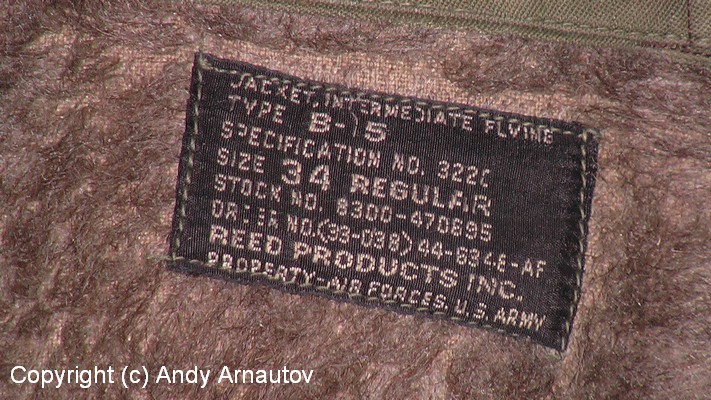 JACKET, INTERMEDIATE FLYING
TYPE B-15
SPECIFICATION NO. 3220
SIZE 34 REGULAR
STOCK NO. 8300-470895
ORDER NO.(33-038)44-6346-AF
REED PRODUCTS INC.
PROPERTY-AIR FORCES, U.S. ARMY
Copyright (c) Andy Arnautov